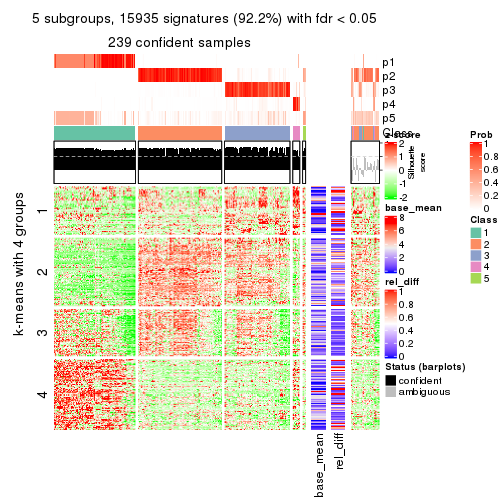 5 subgroups, 15935 signatures (92.2%) with fdr < 0.05
239 confident samples
p1
p2
p3
p4
p5
Class
Silhouette
score
k-means with 4 groups
1
2
3
4
base_mean
rel_diff
z-score
2
1
0
-1
-2
base_mean
8
6
4
2
0
rel_diff
1
0.8
0.6
0.4
0.2
0
Status (barplots)
confident
ambiguous
Prob
1
0.8
0.6
0.4
0.2
0
Class
1
2
3
4
5